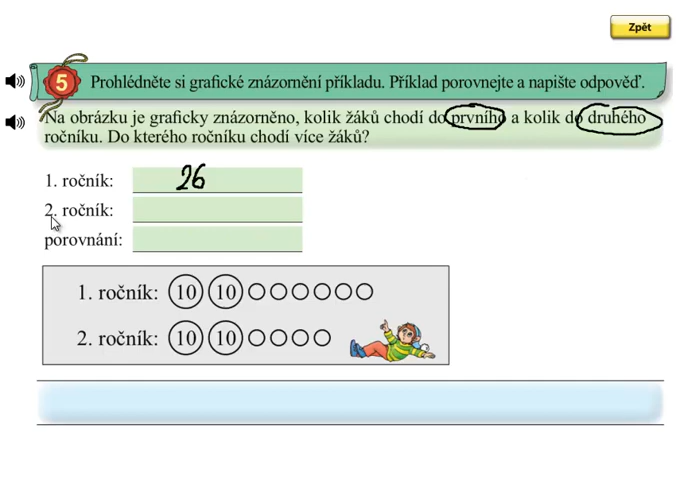 Zpět
5 Prohlédněte si grafické znázornění příkladu. Příklad porovnejte a napište odpověď.
Na obrázku je graficky znázorněno, kolik žáků chodí do prvního a kolik do druhého
ročníku. Do kterého ročníku chodí více žáků?
1. ročník: 26
2. ročník:
porovnání:
1. ročník: 10 10
2. ročník: 10 10